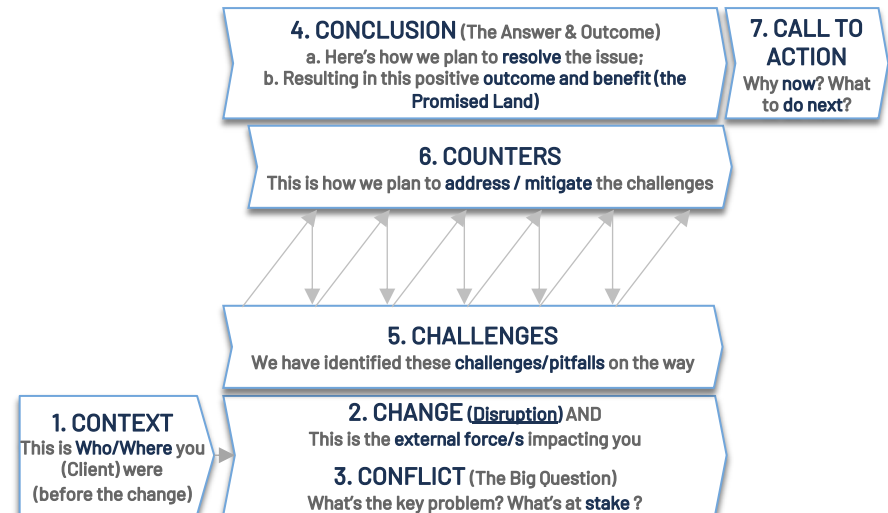 4. CONCLUSION (The Answer & Outcome)
a. Here's how we plan to resolve the issue;
b. Resulting in this positive outcome and benefit (the
Promised Land)
7. CALL TO
ACTION
Why now? What
to do next?
6. COUNTERS
This is how we plan to address / mitigate the challenges
5. CHALLENGES
We have identified these challenges/pitfalls on the way
1. CONTEXT
This is Who/Where you
(Client) were
(before the change)
2. CHANGE (Disruption) AND
This is the external force/s impacting you
3. CONFLICT (The Big Question)
What's the key problem? What's at stake ?